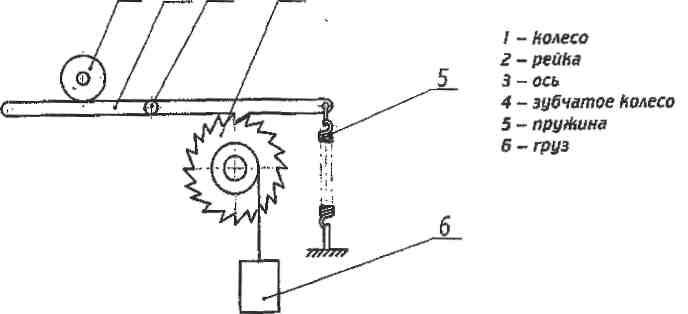 1 – колесо
2 – рейка
3 – ось
4 – зубчатое колесо
5 – пружина
6 – груз
5
6